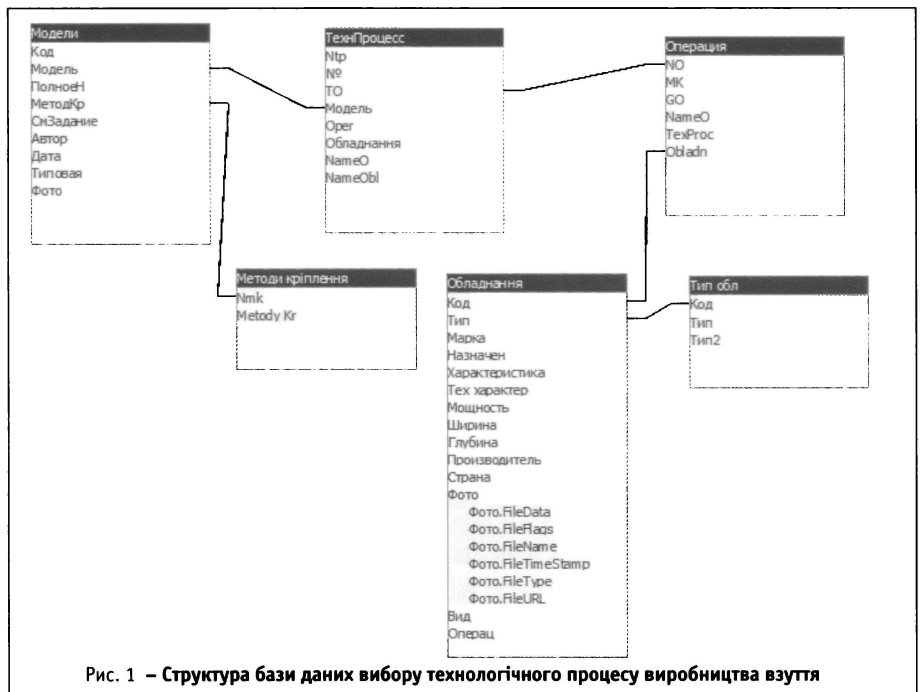 Модели
Код
Модель
ПолноеН
МетодКр
СмЗадание
Автор
Дата
Типовая
Фото
ТехнПроцесс
Ntp
Nº
ТО
Модель
Oper
Обладнання
NameO
NameObl
Операция
NO
MK
GO
NameO
TexProc
Obladn
Методи кріплення
Nmk
Metody Kr
Обладнання
Код
Тип
Марка
Назначен
Характеристика
Тех характер
Мощность
Ширина
Глубина
Производитель
Страна
Фото
Фото.FileData
Фото.FileFlags
Фото.FileName
Фото.FileTimeStamp
Фото.FileType
Фото.FileURL
Вид
Операц
Тип обл
Код
Тип
Тип2
Рис. 1 – Структура бази даних вибору технологічного процесу виробництва взуття